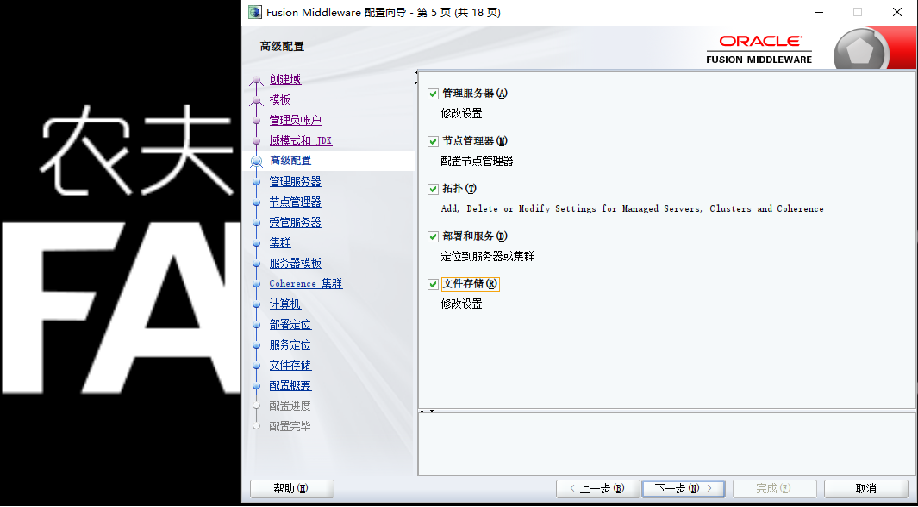 农夫
FA
Fusion Middleware 配置向导 - 第 5 页 (共 18 页)
高级配置
ORACLE
FUSION MIDDLEWARE
创建域
模板
管理员帐户
域模式和 JDK
高级配置
管理服务器
节点管理器
受管服务器
集群
服务器模板
Coherence 集群
计算机
部署定位
服务定位
文件存储
配置概要
配置进度
配置完毕
管理服务器(A)
修改设置
节点管理器(N)
配置节点管理器
拓扑(T)
Add, Delete or Modify Settings for Managed Servers, Clusters and Coherence
部署和服务(D)
定位到服务器或集群
文件存储(R)
修改设置
帮助(H)
< 上一步(B)
下一步(N) >
完成(F)
取消